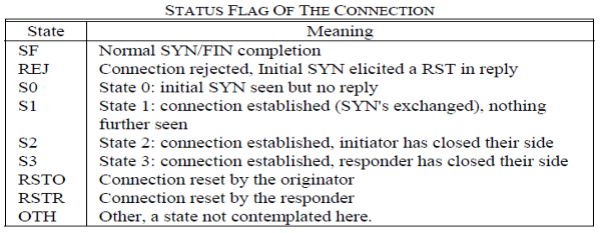 STATUS FLAG OF THE CONNECTION
State Meaning
SF Normal SYN/FIN completion
REJ Connection rejected, Initial SYN elicited a RST in reply
S0 State 0: initial SYN seen but no reply
S1 State 1: connection established (SYN's exchanged), nothing
further seen
S2 State 2: connection established, initiator has closed their side
S3 State 3: connection established, responder has closed their side
RSTO Connection reset by the originator
RSTR Connection reset by the responder
OTH Other, a state not contemplated here.